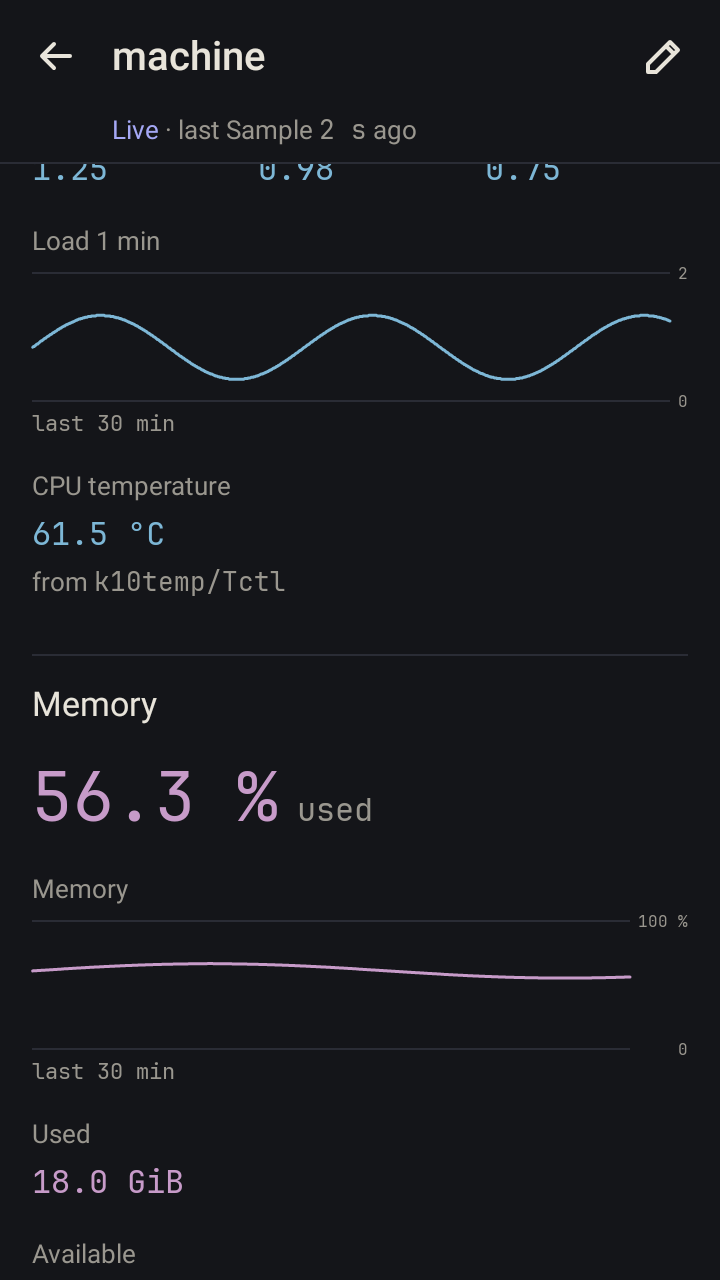 machine
Live · last Sample 2 s ago
1.25 0.98 0.75
Load 1 min
2
0
last 30 min
CPU temperature
61.5 °C
from k10temp/Tctl
Memory
56.3 % used
Memory
100 %
0
last 30 min
Used
18.0 GiB
Available